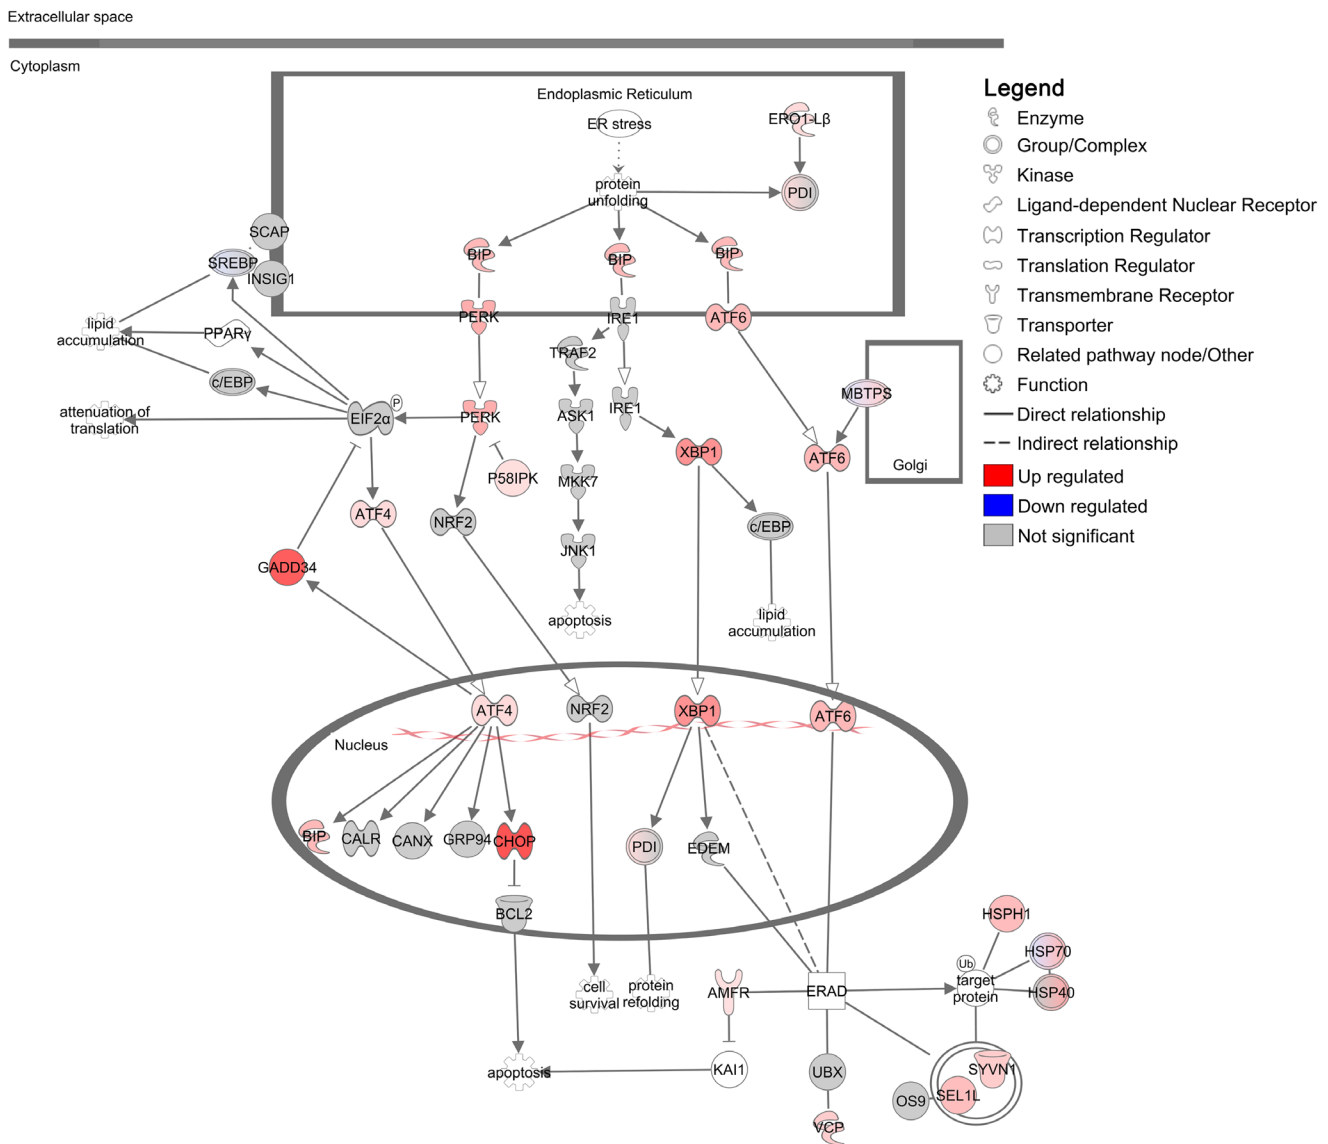 Extracellular space
Cytoplasm
Endoplasmic Reticulum
ER stress
ERO1-Lβ
protein
unfolding
PDI
SCAP
SREBP
INSIG1
BIP
BIP
BIP
PERK
IRE1
ATF6
lipid
accumulation
PPARγ
TRAF2
c/EBP
MBTPS
attenuation of
translation
P
EIF2α
PERK
ASK1
IRE1
XBP1
ATF6
Golgi
P58IPK
MKK7
ATF4
NRF2
c/EBP
JNK1
GADD34
apoptosis
lipid
accumulation
ATF4
NRF2
XBP1
ATF6
Nucleus
BIP
CALR
CANX
GRP94
CHOP
PDI
EDEM
BCL2
HSPH1
HSP70
Ub
target
protein
HSP40
cell
survival
protein
refolding
AMFR
ERAD
apoptosis
KAI1
UBX
SYVN1
OS9
SEL1L
VCP
Legend
Enzyme
Group/Complex
Kinase
Ligand-dependent Nuclear Receptor
Transcription Regulator
Translation Regulator
Transmembrane Receptor
Transporter
Related pathway node/Other
Function
Direct relationship
Indirect relationship
Up regulated
Down regulated
Not significant